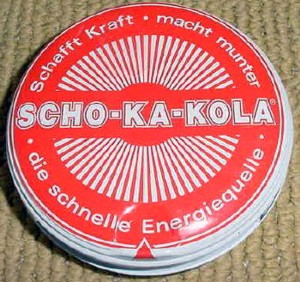 Schafft Kraft · macht munter
SCHO-KA-KOLA®
· die schnelle Energiequelle ·